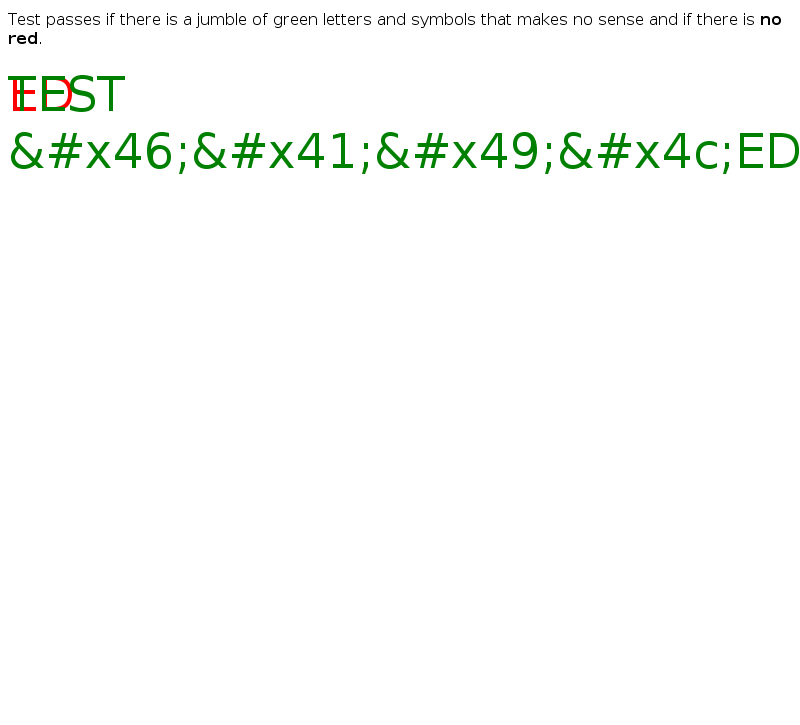 Test passes if there is a jumble of green letters and symbols that makes no sense and if there is no
red.
ED
TEST
&#x46;&#x41;&#x49;&#x4c;ED